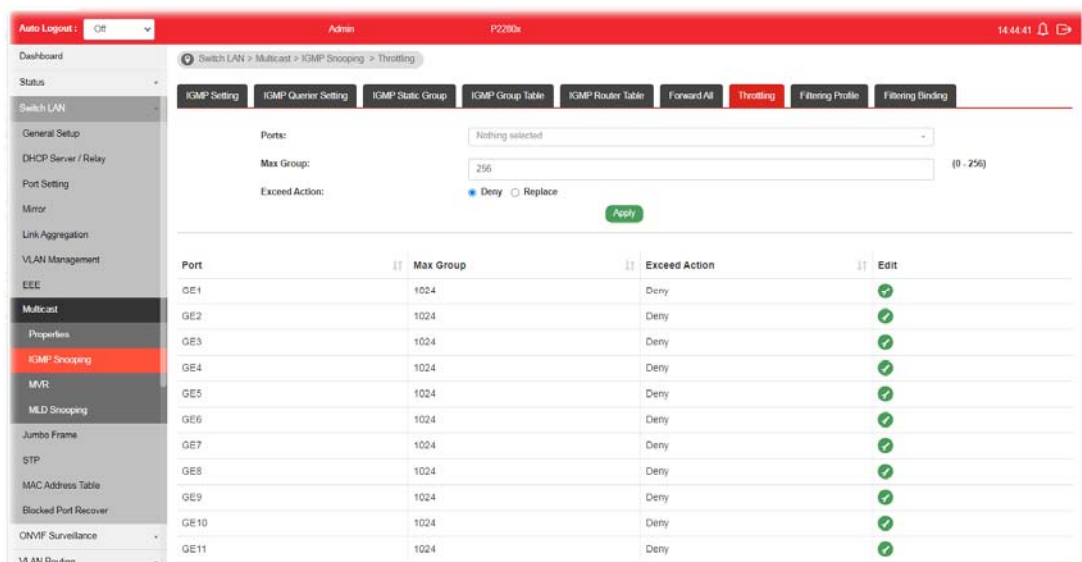 Auto Logout : Off Admin P2280x 14:44:41
Dashboard
Status
Switch LAN
General Setup
DHCP Server / Relay
Port Setting
Mirror
Link Aggregation
VLAN Management
EEE
Multicast
Properties
IGMP Snooping
MVR
MLD Snooping
Jumbo Frame
STP
MAC Address Table
Blocked Port Recover
ONVIF Surveillance
VLAN Routing
Switch LAN > Multicast > IGMP Snooping > Throttling
IGMP Setting IGMP Querier Setting IGMP Static Group IGMP Group Table IGMP Router Table Forward All Throttling Filtering Profile Filtering Binding
Ports: Nothing selected
Max Group: 256 (0 - 256)
Exceed Action: Deny Replace
Apply
Port Max Group Exceed Action Edit
GE1 1024 Deny
GE2 1024 Deny
GE3 1024 Deny
GE4 1024 Deny
GE5 1024 Deny
GE6 1024 Deny
GE7 1024 Deny
GE8 1024 Deny
GE9 1024 Deny
GE10 1024 Deny
GE11 1024 Deny